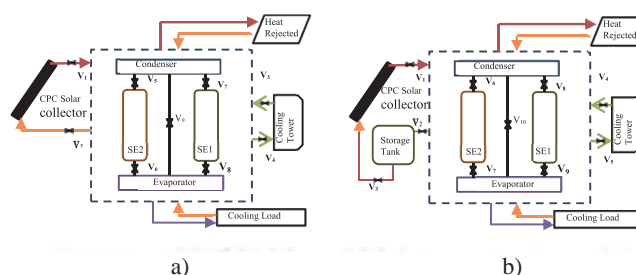 Heat
Rejected
Condenser
V₁
V₅
V₇
V₃
CPC Solar
collector
V₉
Cooling
Tower
SE2
SE1
V₂
V₄
V₆
V₈
Evaporator
Cooling Load
a)
Heat
Rejected
Condenser
V₁
V₆
V₈
V₄
CPC Solar
collector
V₂
V₁₀
Cooling
Tower
Storage
Tank
SE2
SE1
V₅
V₃
V₇
V₉
Evaporator
Cooling Load
b)